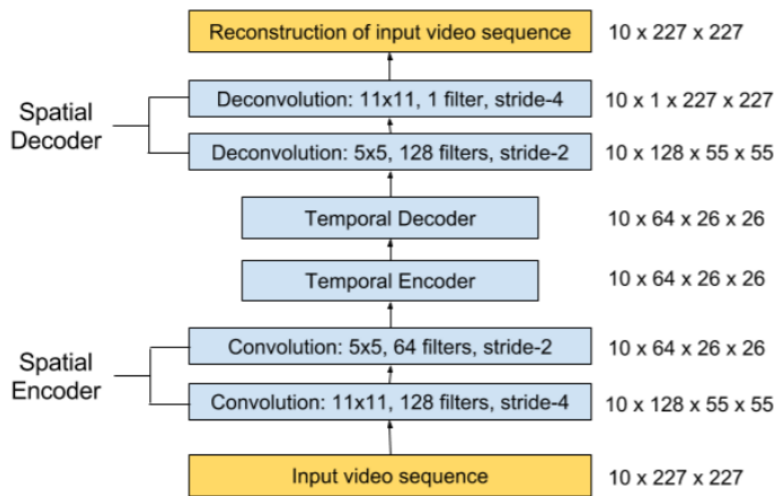 Reconstruction of input video sequence 10 x 227 x 227
Deconvolution: 11x11, 1 filter, stride-4 10 x 1 x 227 x 227
Spatial
Decoder
Deconvolution: 5x5, 128 filters, stride-2 10 x 128 x 55 x 55
Temporal Decoder 10 x 64 x 26 x 26
Temporal Encoder 10 x 64 x 26 x 26
Convolution: 5x5, 64 filters, stride-2 10 x 64 x 26 x 26
Spatial
Encoder
Convolution: 11x11, 128 filters, stride-4 10 x 128 x 55 x 55
Input video sequence 10 x 227 x 227